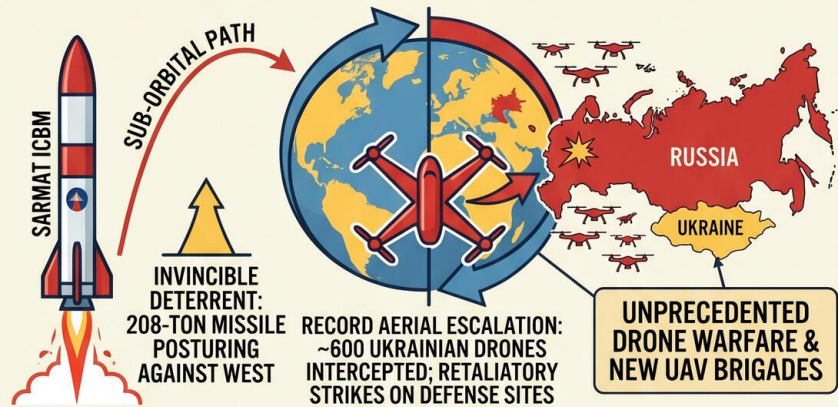 SARMAT ICBM
SUB-ORBITAL PATH
INVINCIBLE
DETERRENT:
208-TON MISSILE
POSTURING
AGAINST WEST
RECORD AERIAL ESCALATION:
~600 UKRAINIAN DRONES
INTERCEPTED; RETALIATORY
STRIKES ON DEFENSE SITES
RUSSIA
UKRAINE
UNPRECEDENTED
DRONE WARFARE &
NEW UAV BRIGADES